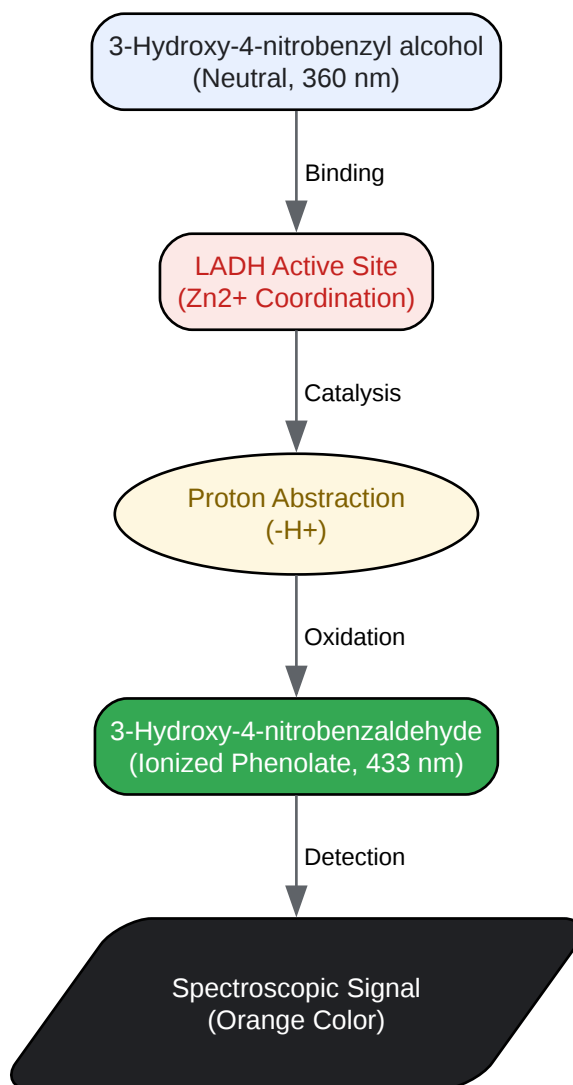 3-Hydroxy-4-nitrobenzyl alcohol
(Neutral, 360 nm)
Binding
LADH Active Site
(Zn2+ Coordination)
Catalysis
Proton Abstraction
(-H+)
Oxidation
3-Hydroxy-4-nitrobenzaldehyde
(Ionized Phenolate, 433 nm)
Detection
Spectroscopic Signal
(Orange Color)